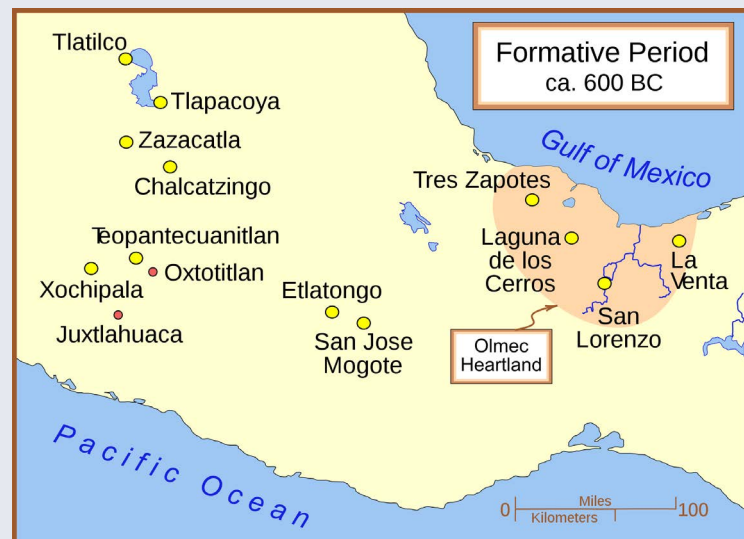 Formative Period
ca. 600 BC
Tlatilco
Tlapacoya
Zazacatla
Chalcatzingo
Gulf of Mexico
Tres Zapotes
Teopantecuanitlan
Laguna
de los
Cerros
Oxtotitlan
La
Venta
Xochipala
Etlatongo
San
Lorenzo
Juxtlahuaca
San Jose
Mogote
Olmec
Heartland
Pacific Ocean
Miles
0
100
Kilometers